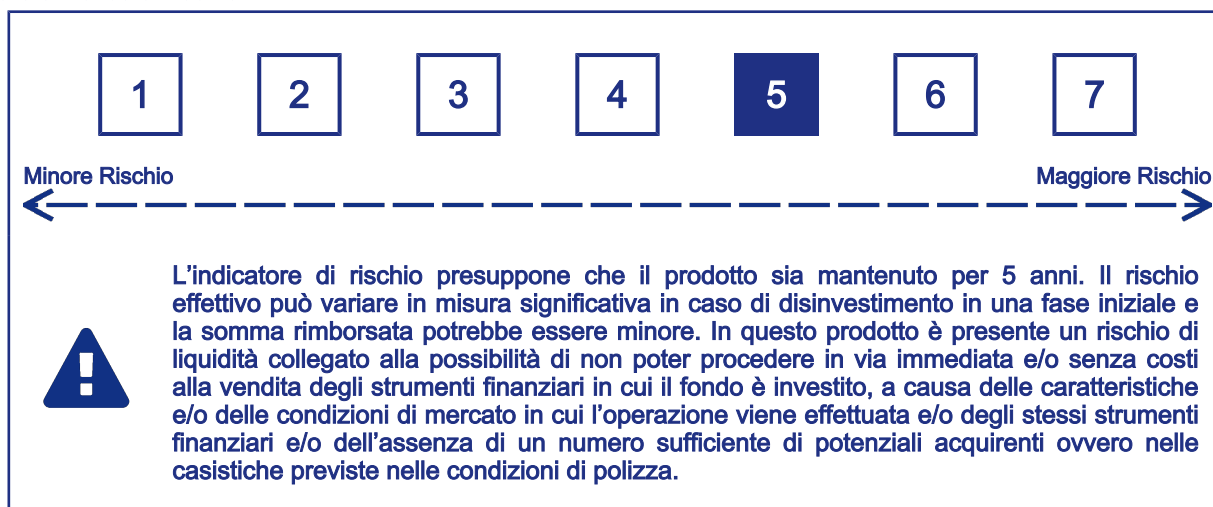 1 2 3 4 5 6 7
Minore Rischio Maggiore Rischio
L'indicatore di rischio presuppone che il prodotto sia mantenuto per 5 anni. Il rischio
effettivo può variare in misura significativa in caso di disinvestimento in una fase iniziale e
la somma rimborsata potrebbe essere minore. In questo prodotto è presente un rischio di
liquidità collegato alla possibilità di non poter procedere in via immediata e/o senza costi
alla vendita degli strumenti finanziari in cui il fondo è investito, a causa delle caratteristiche
e/o delle condizioni di mercato in cui l'operazione viene effettuata e/o degli stessi strumenti
finanziari e/o dell'assenza di un numero sufficiente di potenziali acquirenti ovvero nelle
casistiche previste nelle condizioni di polizza.